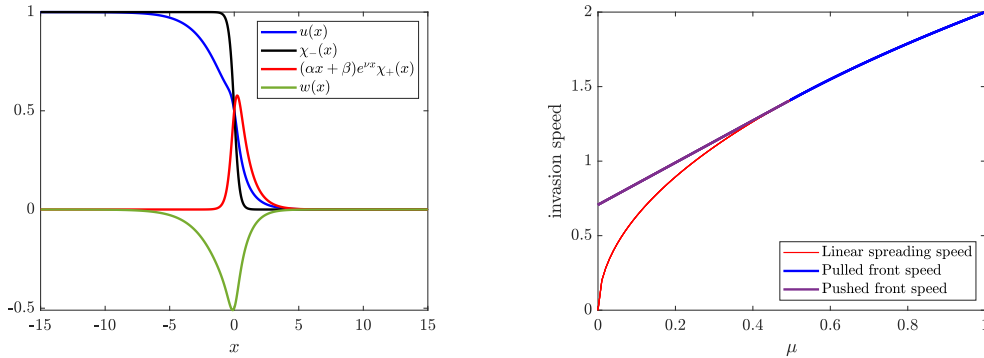 1
0.5
0
-0.5
-15
-10
-5
0
5
10
15
x
u(x)
χ₋(x)
(αx + β)e^{νx}χ₊(x)
w(x)
invasion speed
2
1.5
1
0.5
0
0
0.2
0.4
0.6
0.8
1
μ
Linear spreading speed
Pulled front speed
Pushed front speed